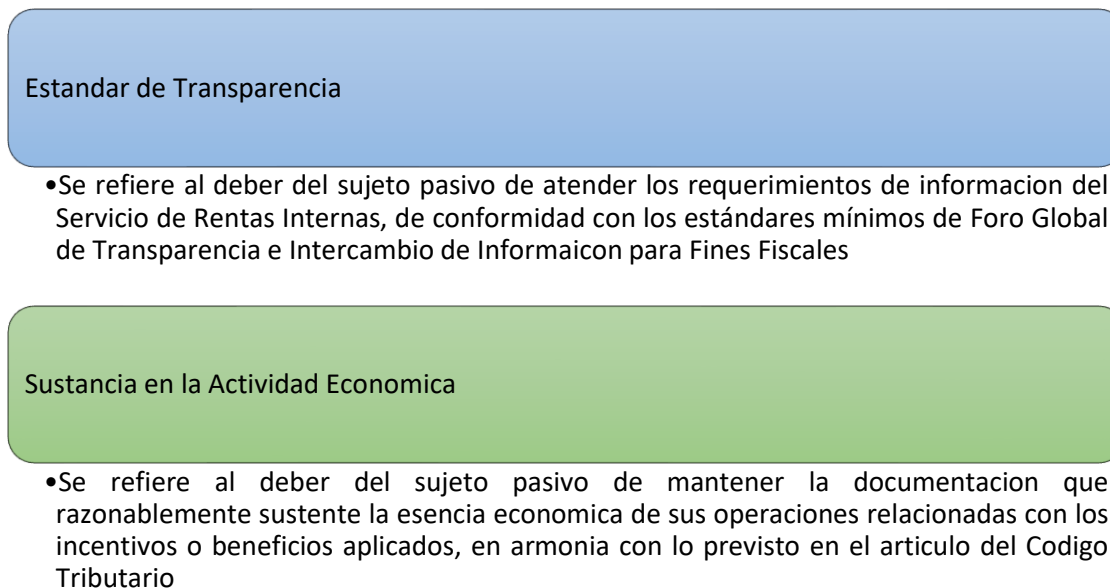 Estandar de Transparencia
•Se refiere al deber del sujeto pasivo de atender los requerimientos de informacion del
Servicio de Rentas Internas, de conformidad con los estándares mínimos de Foro Global
de Transparencia e Intercambio de Informaicon para Fines Fiscales
Sustancia en la Actividad Economica
•Se refiere al deber del sujeto pasivo de mantener la documentacion que
razonablemente sustente la esencia economica de sus operaciones relacionadas con los
incentivos o beneficios aplicados, en armonia con lo previsto en el articulo del Codigo
Tributario